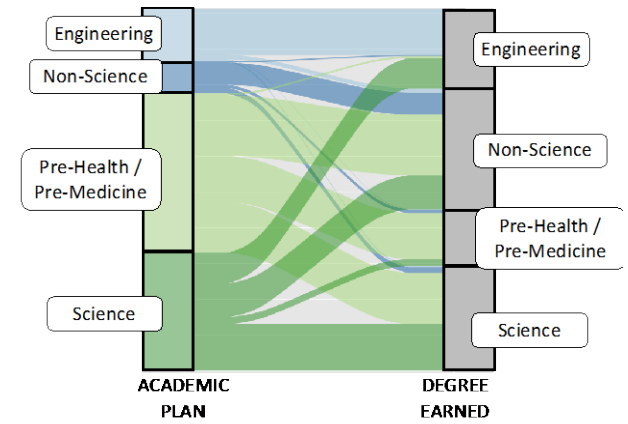 Engineering
Non-Science
Pre-Health /
Pre-Medicine
Science
ACADEMIC
PLAN
Engineering
Non-Science
Pre-Health /
Pre-Medicine
Science
DEGREE
EARNED